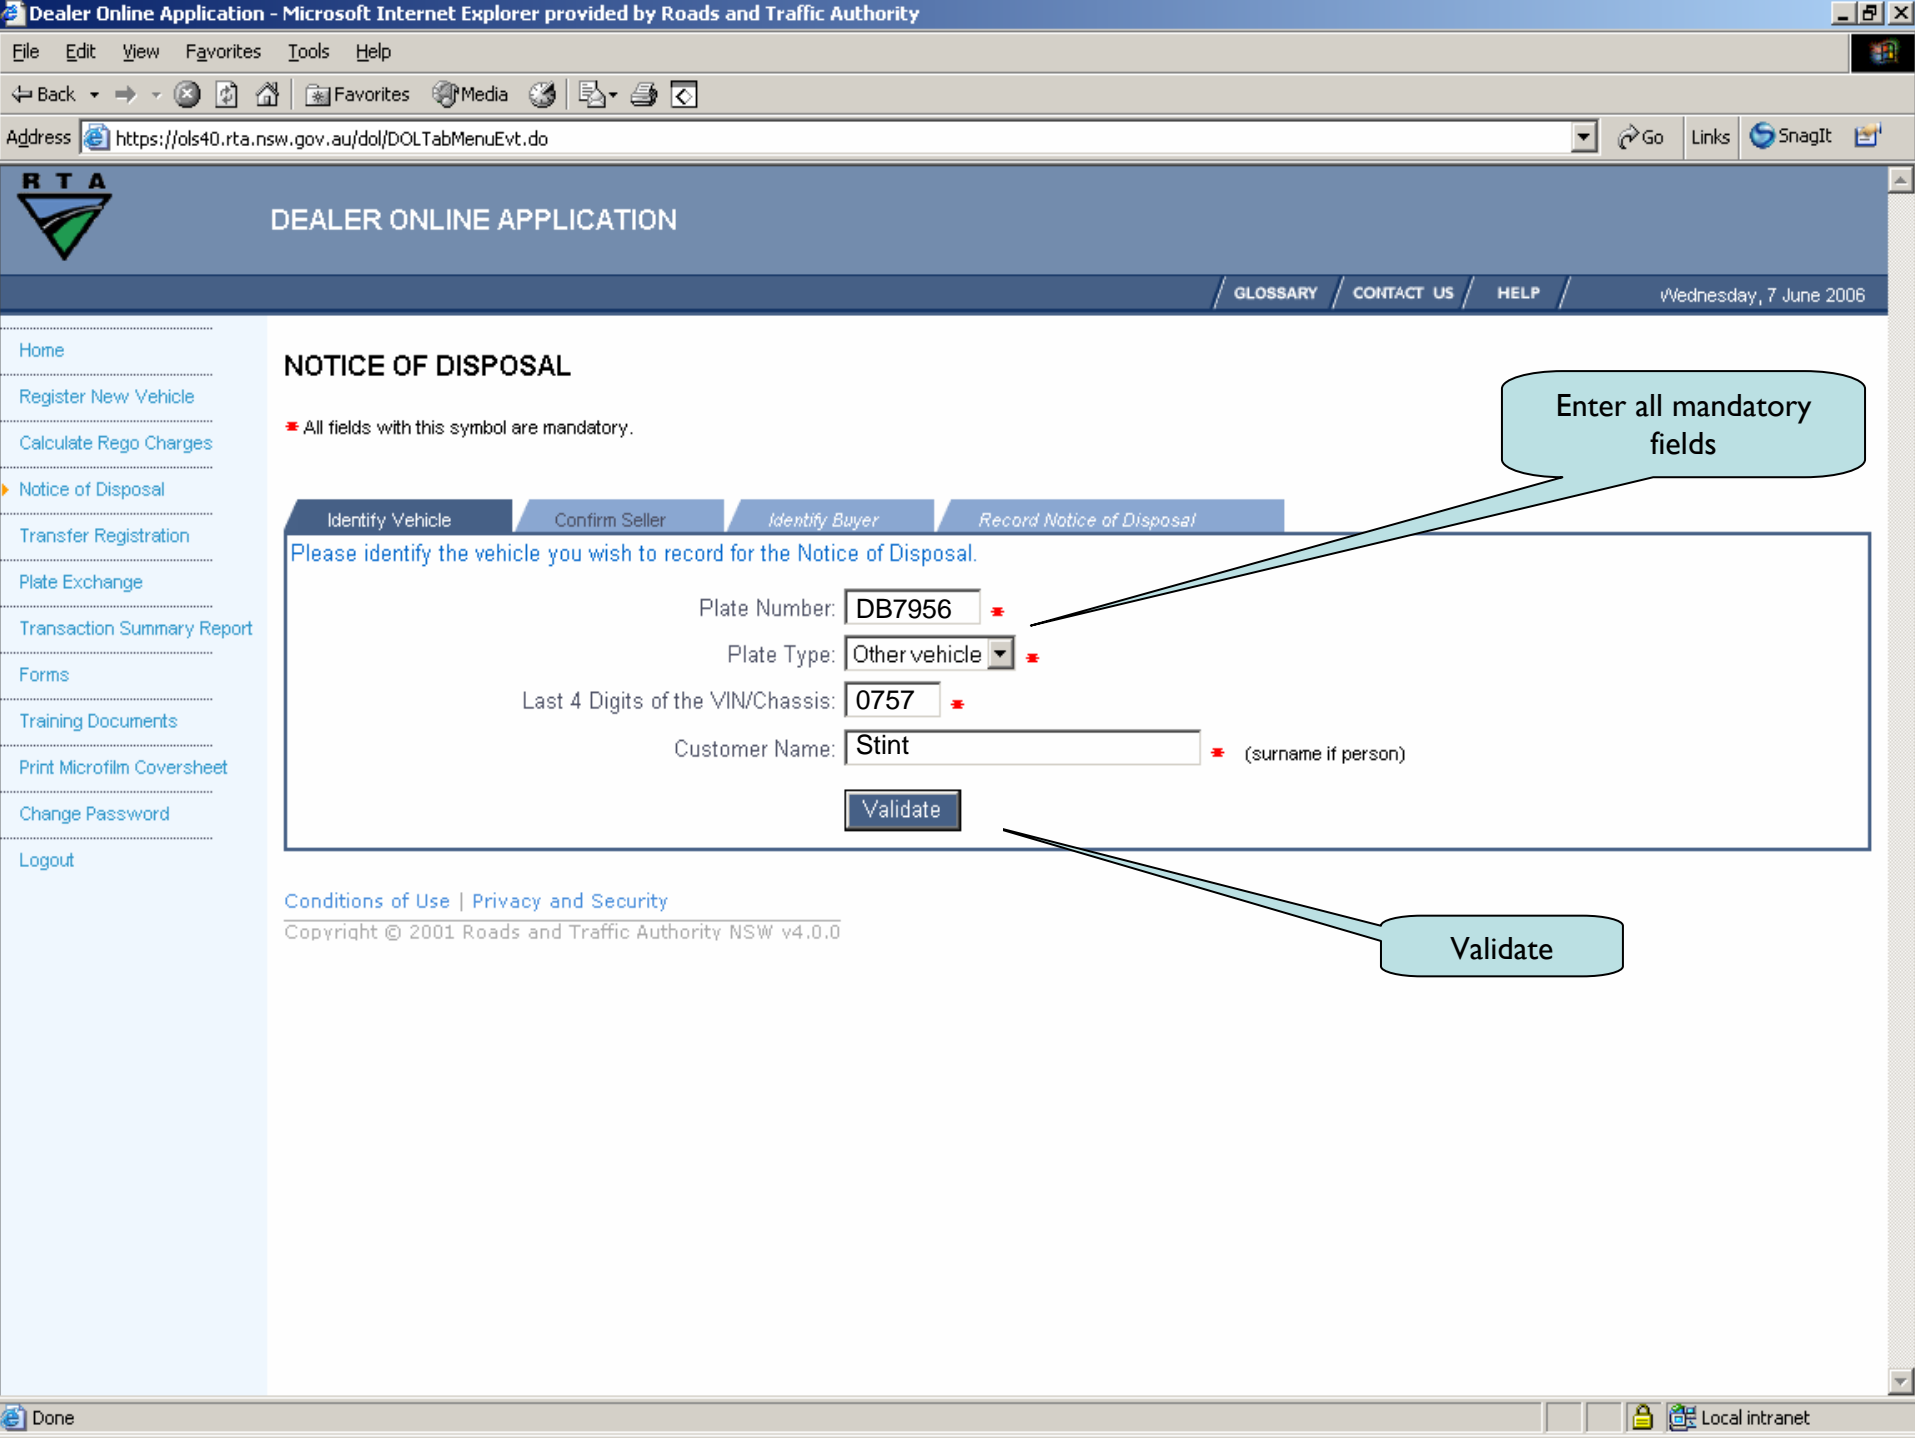 Dealer Online Application - Microsoft Internet Explorer provided by Roads and Traffic Authority
File Edit View Favorites Tools Help
Back Favorites Media
Address https://ols40.rta.nsw.gov.au/dol/DOLTabMenuEvt.do Go Links SnagIt
RTA
DEALER ONLINE APPLICATION
GLOSSARY CONTACT US HELP Wednesday, 7 June 2006
Home
Register New Vehicle
Calculate Rego Charges
Notice of Disposal
Transfer Registration
Plate Exchange
Transaction Summary Report
Forms
Training Documents
Print Microfilm Coversheet
Change Password
Logout
NOTICE OF DISPOSAL
All fields with this symbol are mandatory.
Enter all mandatory
fields
Identify Vehicle Confirm Seller Identify Buyer Record Notice of Disposal
Please identify the vehicle you wish to record for the Notice of Disposal.
Plate Number: DB7956
Plate Type: Other vehicle
Last 4 Digits of the VIN/Chassis: 0757
Customer Name: Stint (surname if person)
Validate
Validate
Conditions of Use | Privacy and Security
Copyright © 2001 Roads and Traffic Authority NSW v4.0.0
Done Local intranet